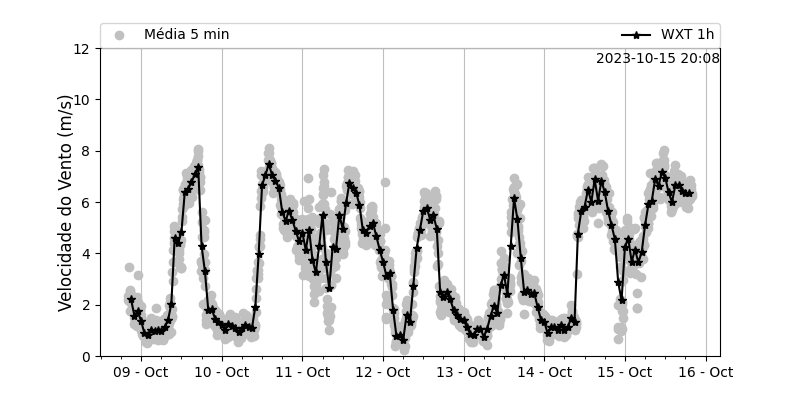 Média 5 min
WXT 1h
2023-10-15 20:08
Velocidade do Vento (m/s)
12
10
8
6
4
2
0
09 - Oct
10 - Oct
11 - Oct
12 - Oct
13 - Oct
14 - Oct
15 - Oct
16 - Oct